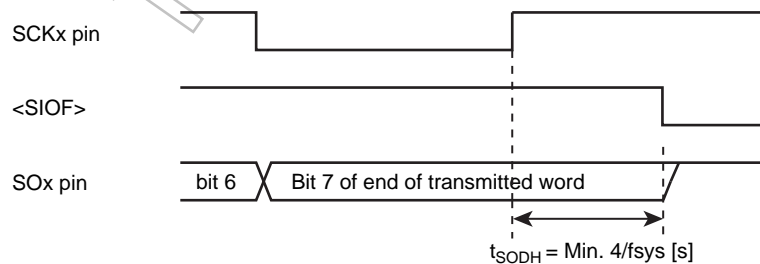 SCKx pin
<SIOF>
SOx pin
bit 6
Bit 7 of end of transmitted word
tSODH = Min. 4/fsys [s]